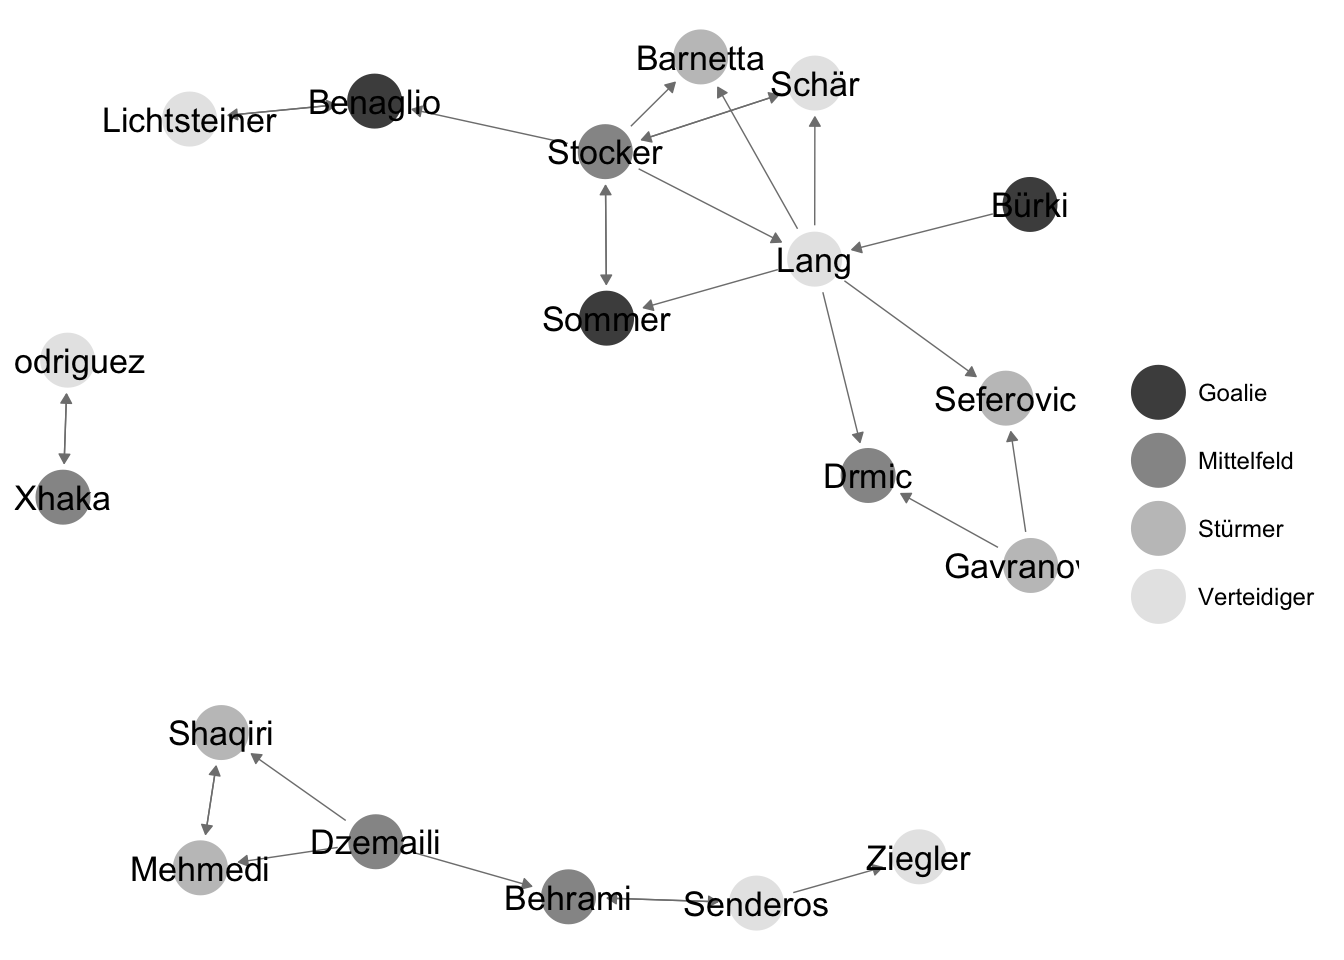 Barnetta
Schär
Benaglio
Lichtsteiner
Stocker
Bürki
Lang
Sommer
odriguez
Seferovic
Goalie
Drmic
Mittelfeld
Xhaka
Stürmer
Gavranov
Verteidiger
Shaqiri
Dzemaili
Mehmedi
Ziegler
Behrami
Senderos